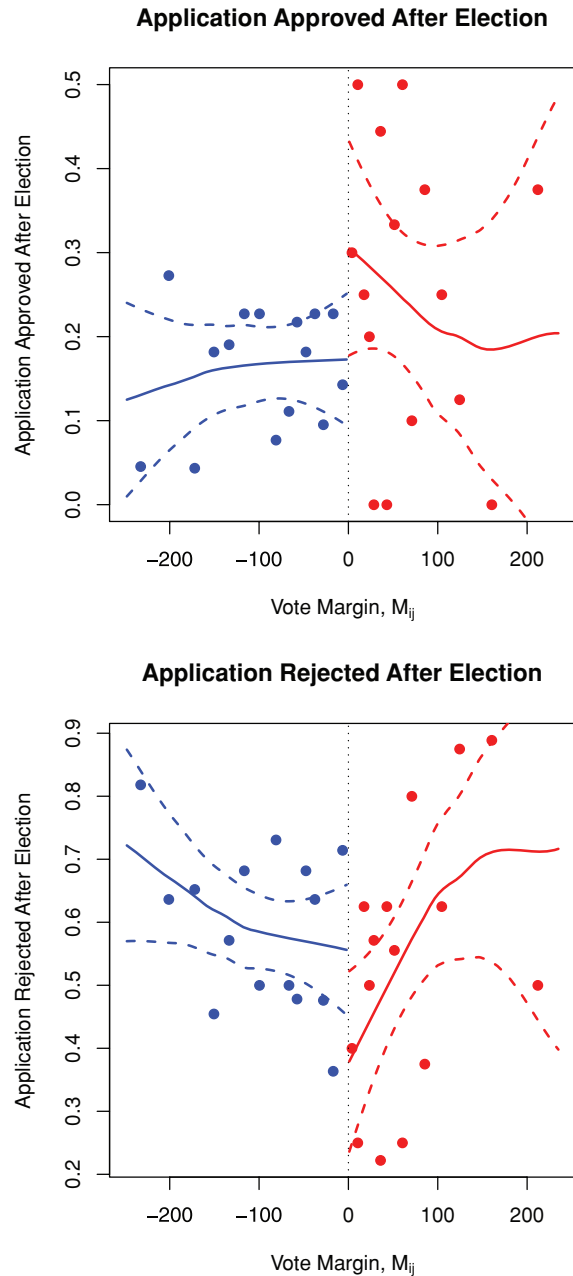 Application Approved After Election
Application Approved After Election
0.5
0.4
0.3
0.2
0.1
0.0
−200 −100 0 100 200
Vote Margin, Mij
Application Rejected After Election
Application Rejected After Election
0.9
0.8
0.7
0.6
0.5
0.4
0.3
0.2
−200 −100 0 100 200
Vote Margin, Mij